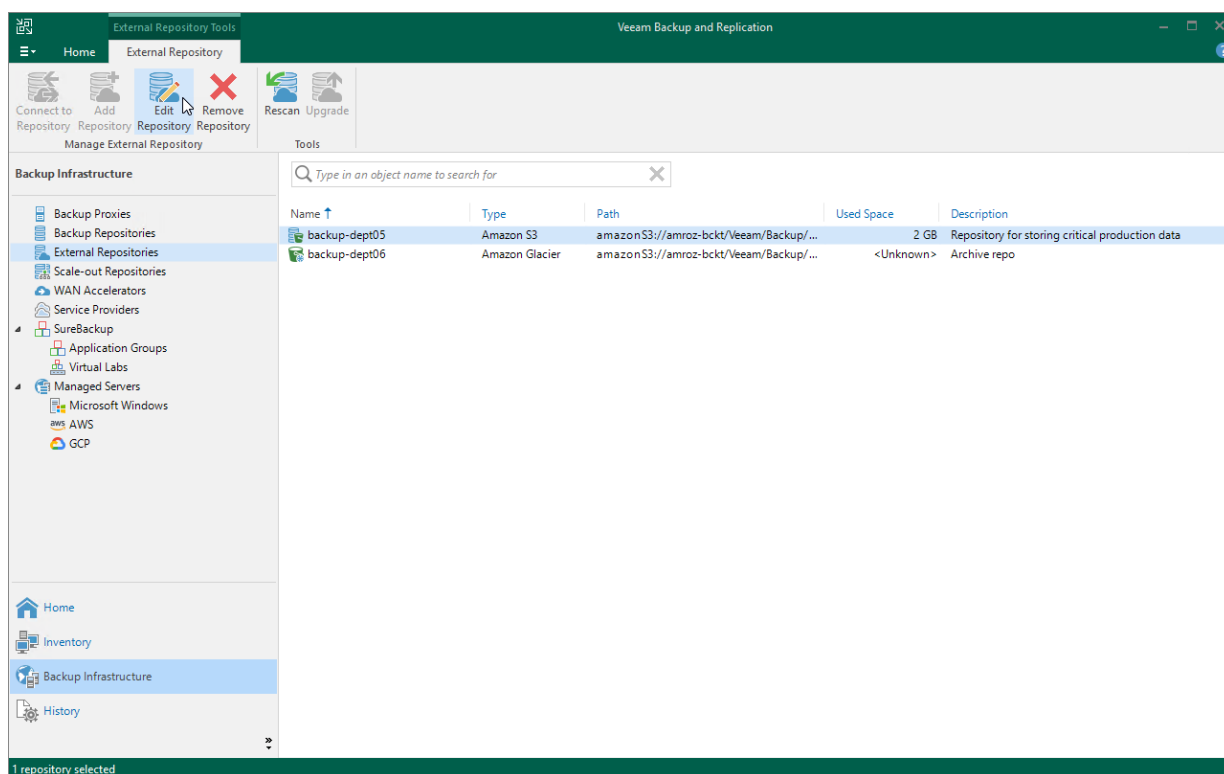 External Repository Tools
Veeam Backup and Replication
Home
External Repository
Connect to Repository
Add Repository
Edit Repository
Remove Repository
Rescan
Upgrade
Manage External Repository
Tools
Backup Infrastructure
Type in an object name to search for
Backup Proxies
Backup Repositories
External Repositories
Scale-out Repositories
WAN Accelerators
Service Providers
SureBackup
Application Groups
Virtual Labs
Managed Servers
Microsoft Windows
aws AWS
GCP
Name Type Path Used Space Description
backup-dept05 Amazon S3 amazonS3://amroz-bckt/Veeam/Backup/... 2 GB Repository for storing critical production data
backup-dept06 Amazon Glacier amazonS3://amroz-bckt/Veeam/Backup/... <Unknown> Archive repo
Home
Inventory
Backup Infrastructure
History
1 repository selected